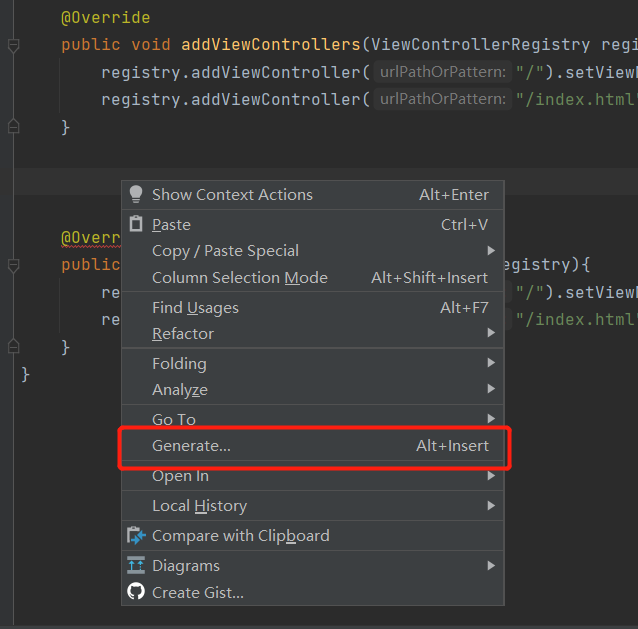 @Override
public void addViewControllers(ViewControllerRegistry regi
registry.addViewController( urlPathOrPattern: "/").setView
registry.addViewController( urlPathOrPattern: "/index.html"
}
Show Context Actions Alt+Enter
Paste Ctrl+V
@Overr
Copy / Paste Special
public egistry){
Column Selection Mode Alt+Shift+Insert
re "/").setView
Find Usages Alt+F7
re "/index.html"
Refactor
}
Folding
}
Analyze
Go To
Generate... Alt+Insert
Open In
Local History
Compare with Clipboard
Diagrams
Create Gist...